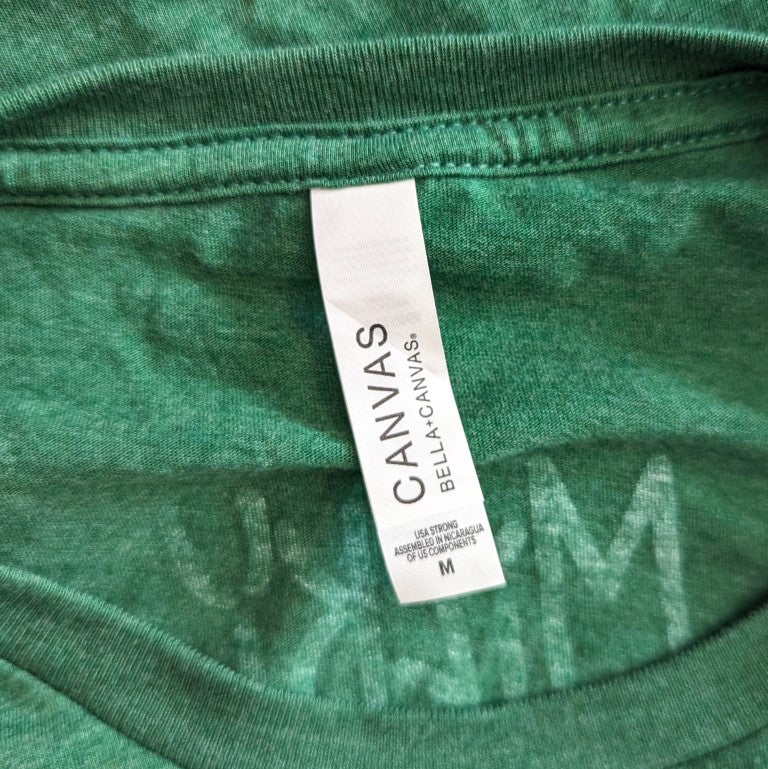 CANVAS
BELLA+CANVAS®
USA STRONG
ASSEMBLED IN NICARAGUA
OF US COMPONENTS
M